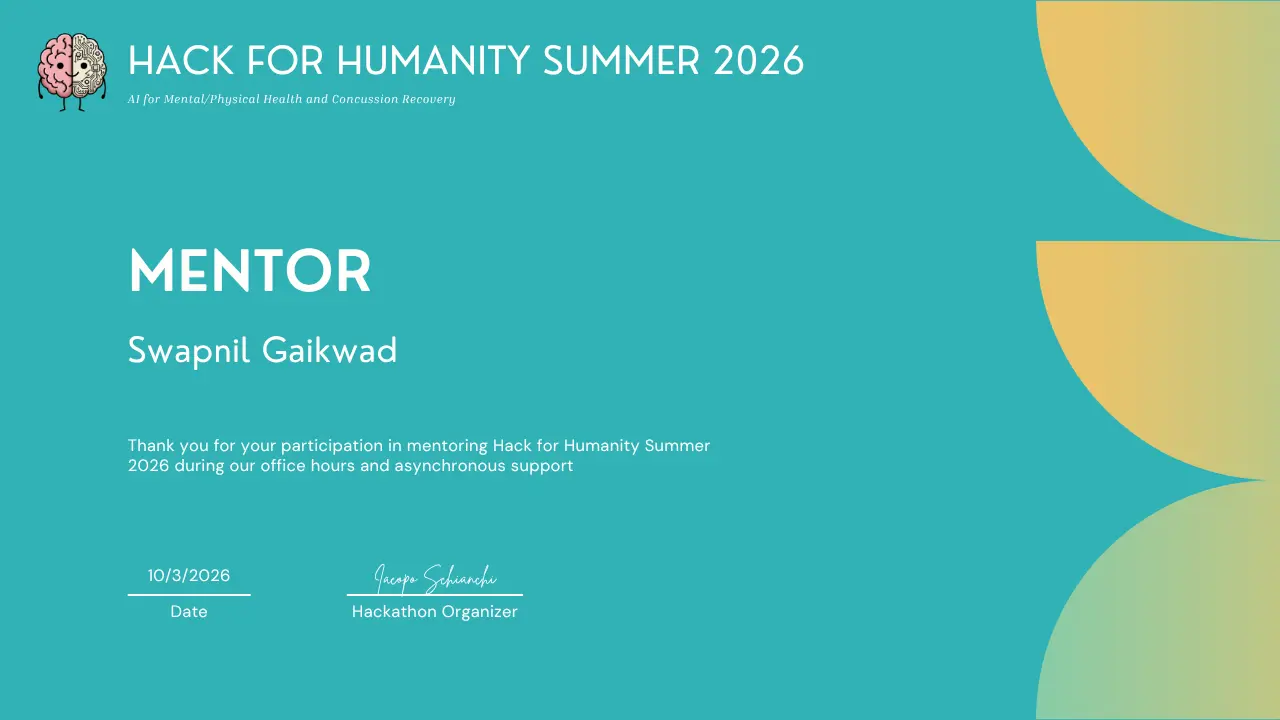 HACK FOR HUMANITY SUMMER 2026
AI for Mental/Physical Health and Concussion Recovery
MENTOR
Swapnil Gaikwad
Thank you for your participation in mentoring Hack for Humanity Summer
2026 during our office hours and asynchronous support
10/3/2026
Date
Jacopo Schianchi
Hackathon Organizer